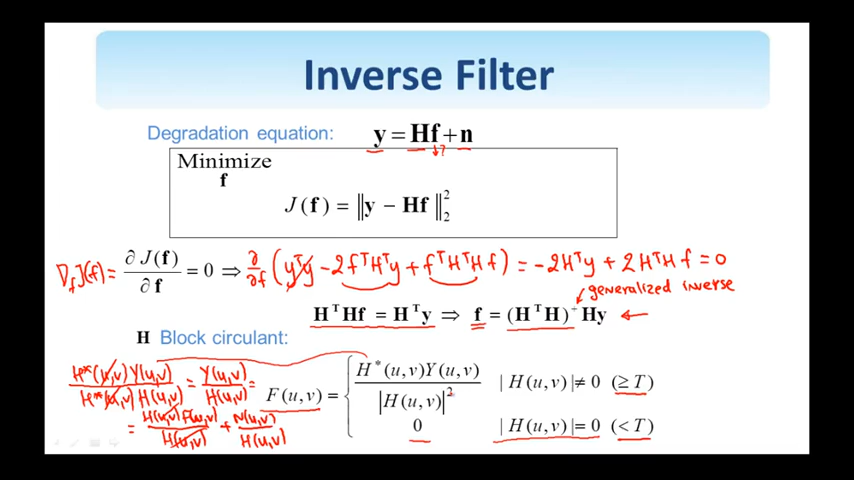 Inverse Filter
Degradation equation: y = Hf + n
↓?
Minimize
f
J(f) = ‖y − Hf‖₂²
∇_f J(f) = ∂J(f)/∂f = 0 ⇒ ∂/∂f (yᵀy − 2fᵀHᵀy + fᵀHᵀHf) = −2Hᵀy + 2HᵀHf = 0
generalized inverse
HᵀHf = Hᵀy ⇒ f = (HᵀH)⁺Hy ←
H Block circulant:
H*(u,v)Y(u,v)/H*(u,v)H(u,v) = Y(u,v)/H(u,v) =
F(u,v) = { H*(u,v)Y(u,v)/|H(u,v)|² |H(u,v)| ≠ 0 (≥ T)
0 |H(u,v)| = 0 (< T)
= H(u,v)F(u,v)/H(u,v) + N(u,v)/H(u,v)